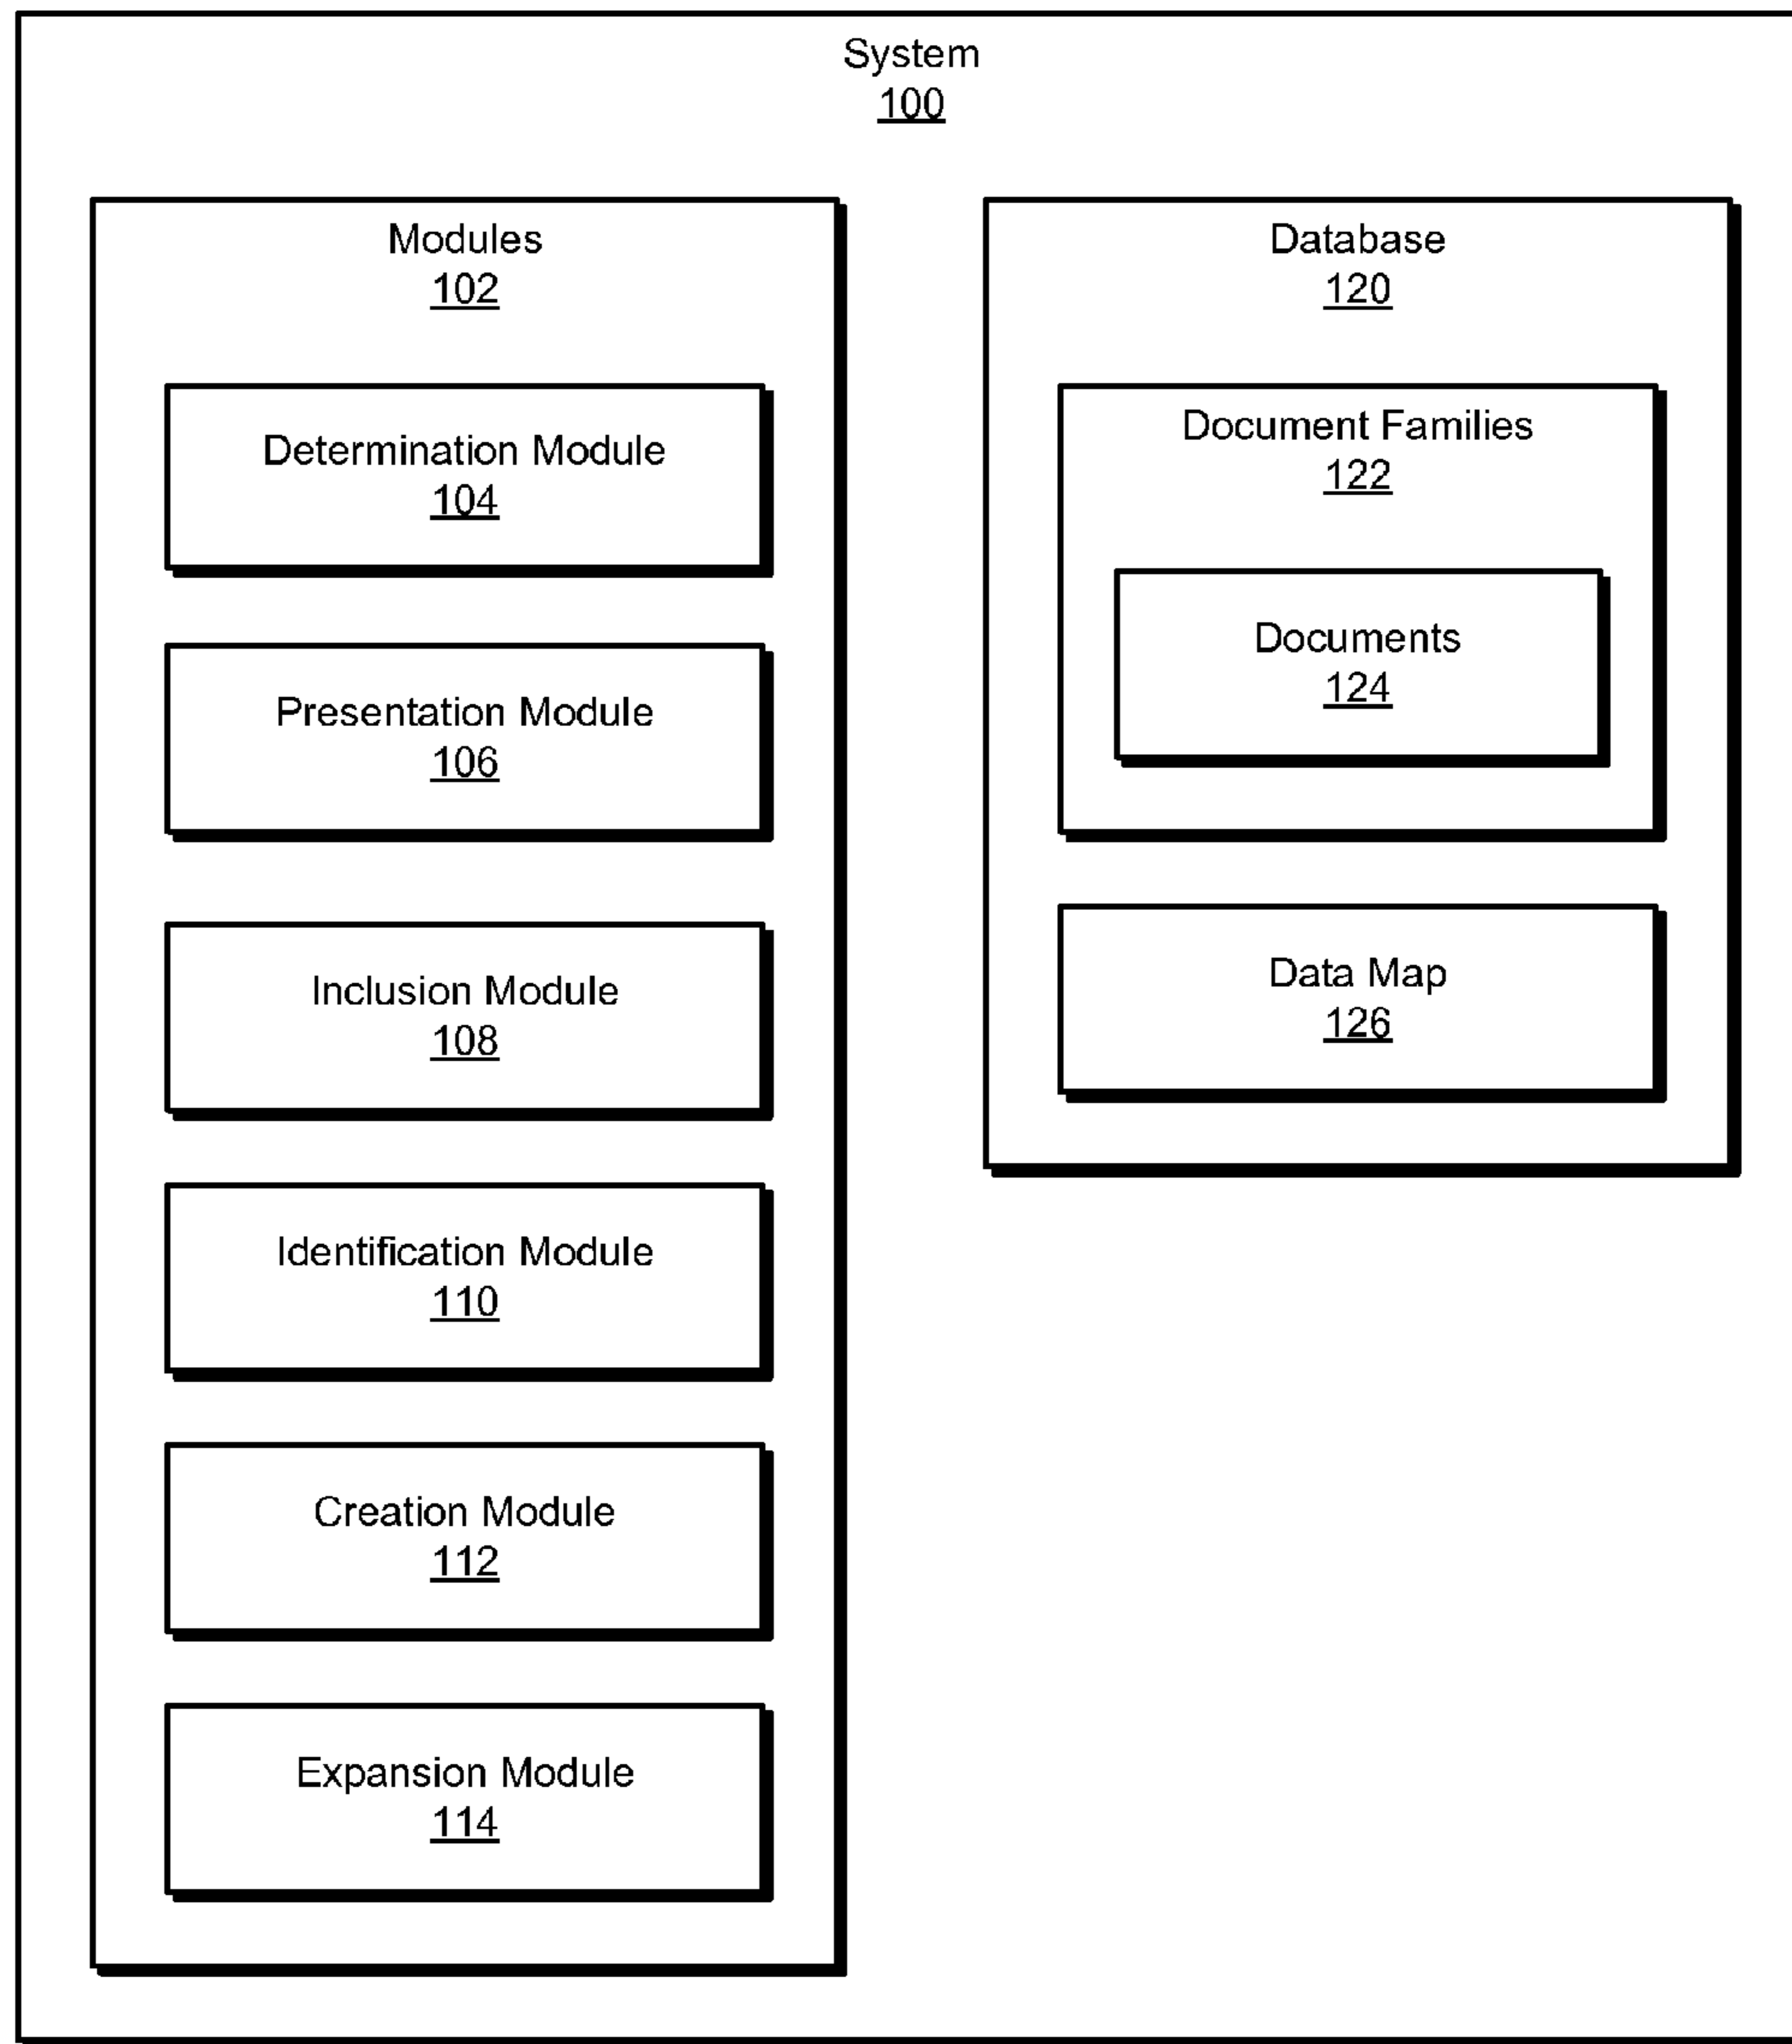 System
100
Modules
102
Determination Module
104
Presentation Module
106
Inclusion Module
108
Identification Module
110
Creation Module
112
Expansion Module
114
Database
120
Document Families
122
Documents
124
Data Map
126